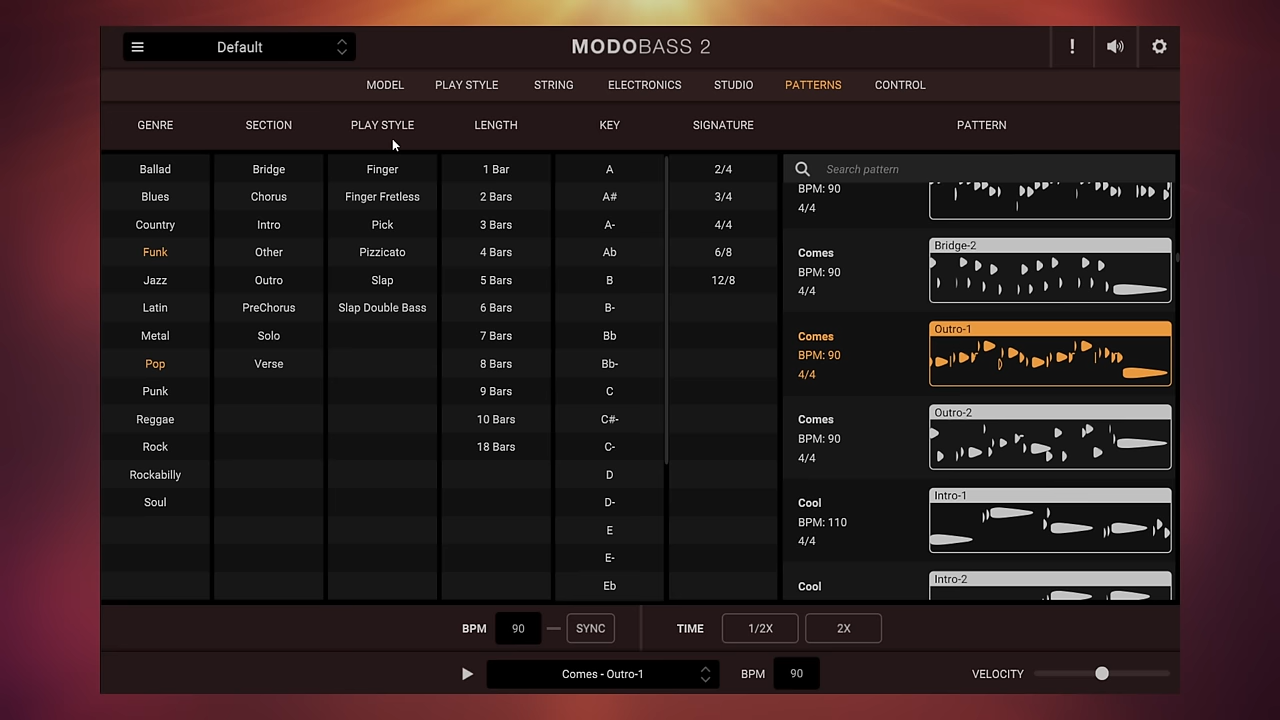 Default
MODOBASS 2
!
MODEL
PLAY STYLE
STRING
ELECTRONICS
STUDIO
PATTERNS
CONTROL
GENRE
SECTION
PLAY STYLE
LENGTH
KEY
SIGNATURE
PATTERN
Ballad
Blues
Country
Funk
Jazz
Latin
Metal
Pop
Punk
Reggae
Rock
Rockabilly
Soul
Bridge
Chorus
Intro
Other
Outro
PreChorus
Solo
Verse
Finger
Finger Fretless
Pick
Pizzicato
Slap
Slap Double Bass
1 Bar
2 Bars
3 Bars
4 Bars
5 Bars
6 Bars
7 Bars
8 Bars
9 Bars
10 Bars
18 Bars
A
A#
A-
Ab
B
B-
Bb
Bb-
C
C#-
C-
D
D-
E
E-
Eb
2/4
3/4
4/4
6/8
12/8
Search pattern
BPM: 90
4/4
Comes
BPM: 90
4/4
Bridge-2
Comes
BPM: 90
4/4
Outro-1
Comes
BPM: 90
4/4
Outro-2
Cool
BPM: 110
4/4
Intro-1
Cool
Intro-2
BPM
90
SYNC
TIME
1/2X
2X
Comes - Outro-1
BPM
90
VELOCITY